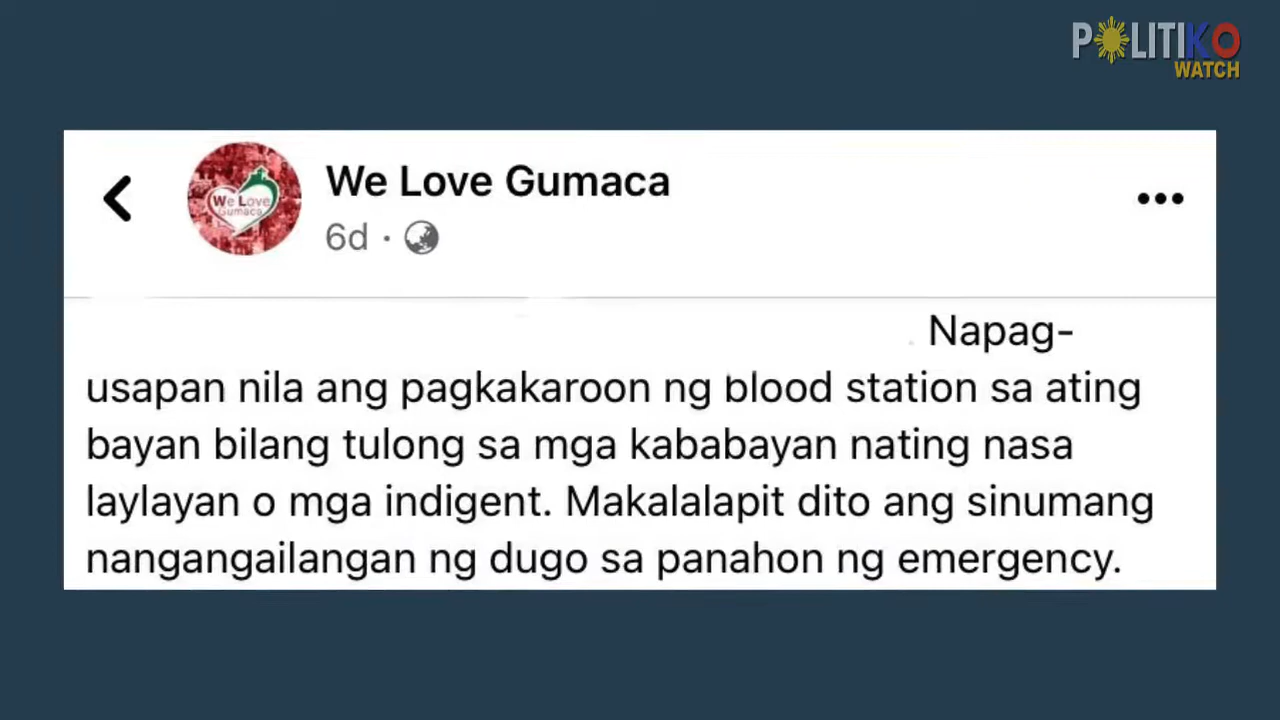 POLITIKO
WATCH
We Love Gumaca
We Love
Gumaca
6d ·
Napag-
usapan nila ang pagkakaroon ng blood station sa ating
bayan bilang tulong sa mga kababayan nating nasa
laylayan o mga indigent. Makalalapit dito ang sinumang
nangangailangan ng dugo sa panahon ng emergency.